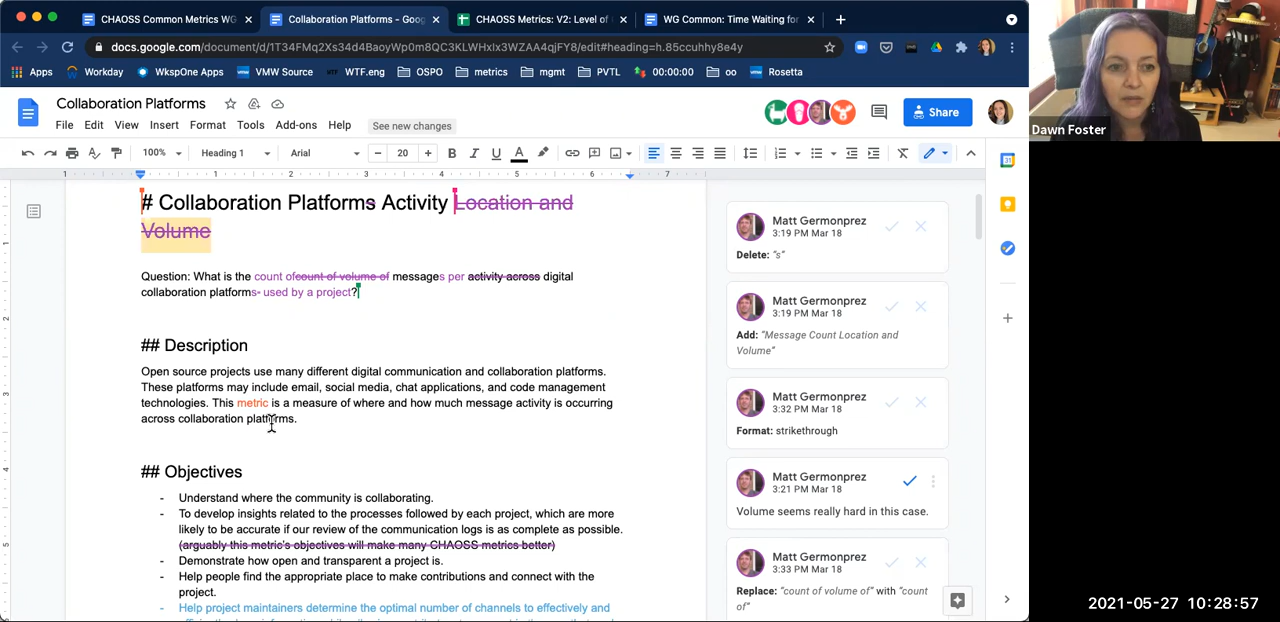 CHAOSS Common Metrics WG
Collaboration Platforms - Goog
CHAOSS Metrics: V2: Level of
WG Common: Time Waiting for
docs.google.com/document/d/1T34FMq2Xs34d4BaoyWp0m8QC3KLWHxIx3WZAA4qjFY8/edit#heading=h.85ccuhhy8e4y
Apps
Workday
WkspOne Apps
VMW Source
WTF.eng
OSPO
metrics
mgmt
PVTL
00:00:00
oo
Rosetta
Dawn Foster
Collaboration Platforms
File Edit View Insert Format Tools Add-ons Help
See new changes
Share
100%
Heading 1
Arial
20
1 1 2 3 4 5 6 7
# Collaboration Platforms Activity Location and
Volume
Question: What is the count ofcount of volume of messages per activity across digital
collaboration platforms- used by a project?
## Description
Open source projects use many different digital communication and collaboration platforms.
These platforms may include email, social media, chat applications, and code management
technologies. This metric is a measure of where and how much message activity is occurring
across collaboration platforms.
## Objectives
- Understand where the community is collaborating.
- To develop insights related to the processes followed by each project, which are more
likely to be accurate if our review of the communication logs is as complete as possible.
(arguably this metric's objectives will make many CHAOSS metrics better)
- Demonstrate how open and transparent a project is.
- Help people find the appropriate place to make contributions and connect with the
project.
- Help project maintainers determine the optimal number of channels to effectively and
Matt Germonprez
3:19 PM Mar 18
Delete: "s"
Matt Germonprez
3:19 PM Mar 18
Add: "Message Count Location and
Volume"
Matt Germonprez
3:32 PM Mar 18
Format: strikethrough
Matt Germonprez
3:21 PM Mar 18
Volume seems really hard in this case.
Matt Germonprez
3:33 PM Mar 18
Replace: "count of volume of" with "count
of"
2021-05-27 10:28:57